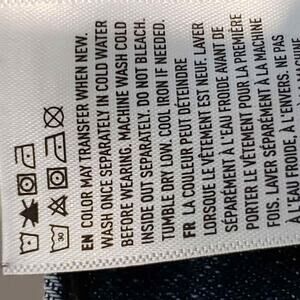 EN COLOR MAT TRANSFER WHEN NEW.
WASH ONCE SEPARATELY IN COLD WATER
BEFORE WEARING. MACHINE WASH COLD
INSIDE OUT SEPARATELY. DO NOT BLEACH.
TUMBLE DRY LOW. COOL IRON IF NEEDED.
FR LA COULEUR PEUT DÉTEINDRE
LORSQUE LE VÊTEMENT EST NEUF. LAVER
SÉPARÉMENT À L'EAU FROIDE AVANT DE
PORTER LE VÊTEMENT POUR LA PREMIÈRE
FOIS. LAVER SÉPARÉMENT À LA MACHINE
À L'EAU FROIDE, À L'ENVERS. NE PAS